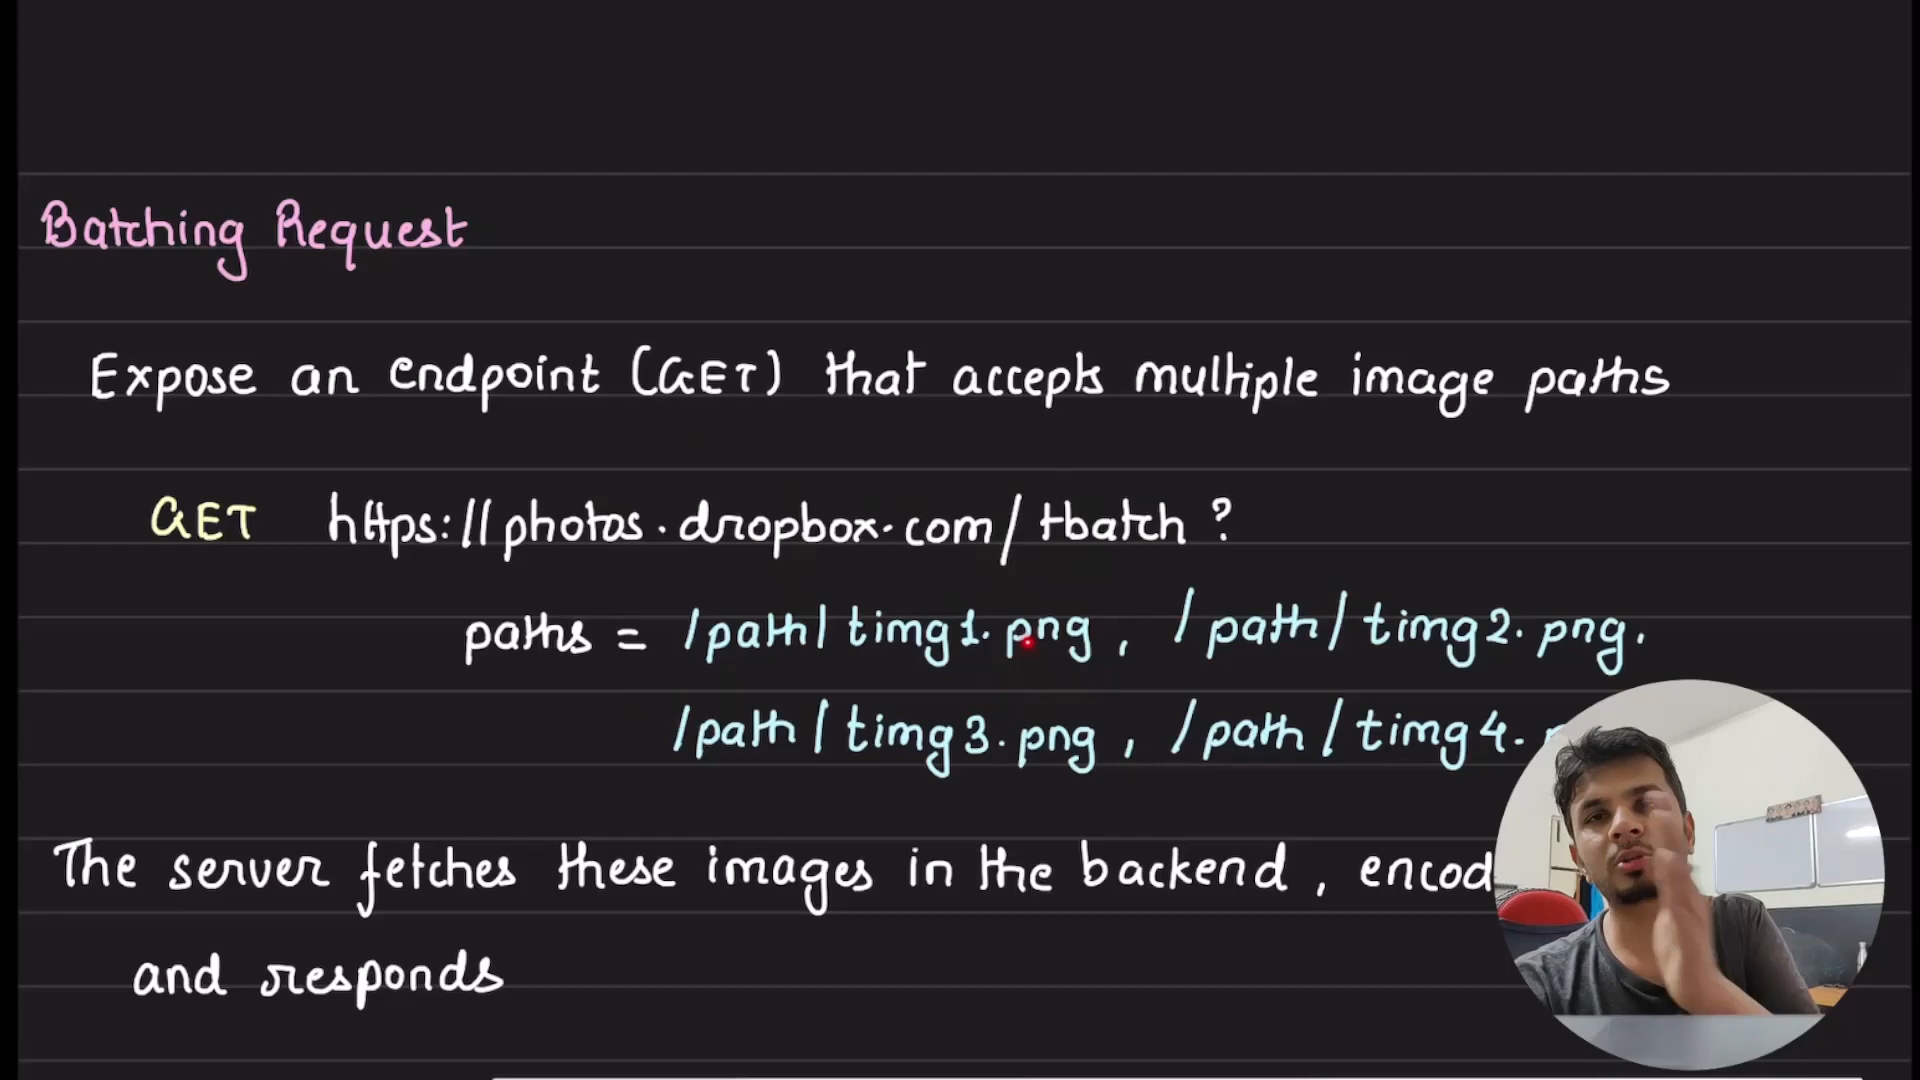 Batching Request
Expose an endpoint (GET) that accepts multiple image paths
GET https://photos.dropbox.com/tbatch ?
paths = /path/timg1.png, /path/timg2.png.
/path/timg3.png, /path/timg4.
The server fetches these images in the backend, encod
and responds